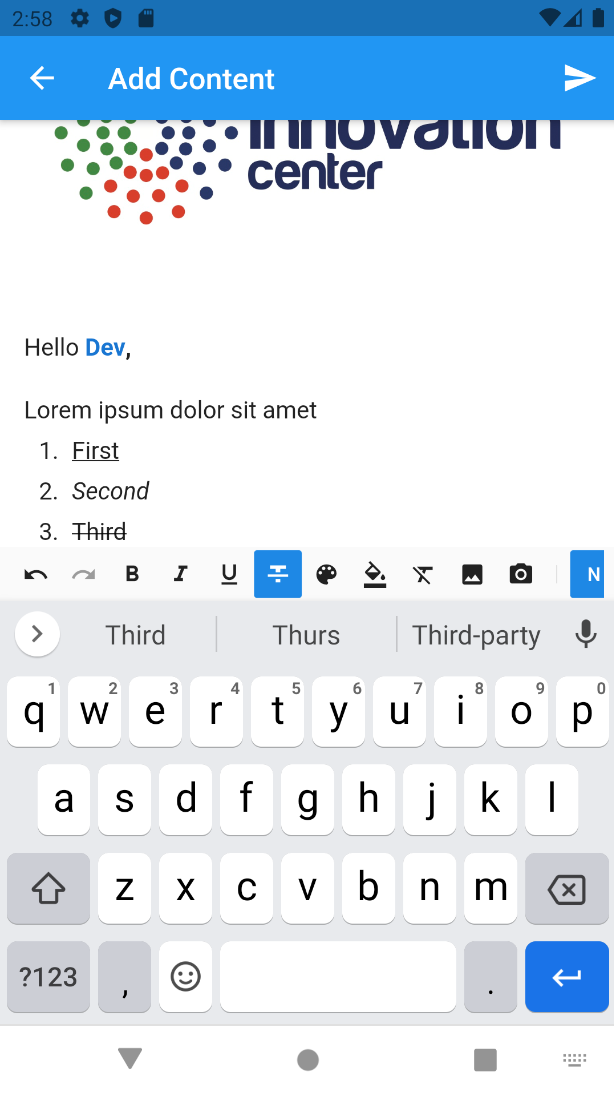 2:58
Add Content
innovation
center
Hello Dev,
Lorem ipsum dolor sit amet
1. First
2. Second
3. Third
B I U N
Third Thurs Third-party
1 2 3 4 5 6 7 8 9 0
q w e r t y u i o p
a s d f g h j k l
z x c v b n m
?123 , .